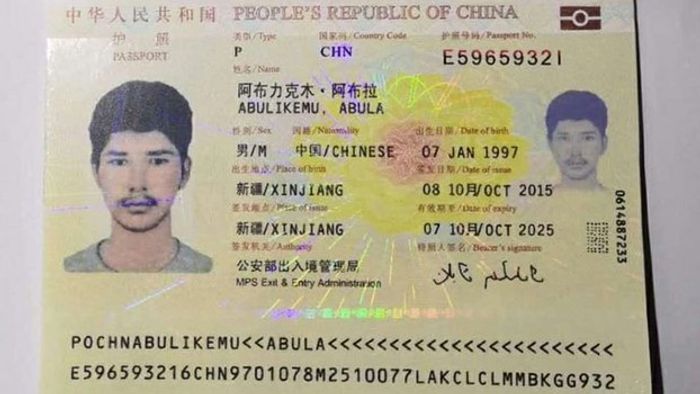 中华人民共和国 PEOPLE'S REPUBLIC OF CHINA
护照
PASSPORT
类型/Type 国家码/Country Code 护照号码/Passport No.
P CHN E59659321
姓名/Name
阿布力克木·阿布拉
ABULIKEMU, ABULA
性别/Sex 国籍/Nationality 出生日期/Date of birth
男/M 中国/CHINESE 07 JAN 1997
出生地点/Place of birth 签发日期/Date of issue
新疆/XINJIANG 08 10月/OCT 2015
签发地点/Place of issue 有效期至/Date of expiry
新疆/XINJIANG 07 10月/OCT 2025
签发机关/Authority 持照人签名/Bearer's signature
公安部出入境管理局
MPS Exit & Entry Administration
0614887233
POCHNABULIKEMU<<ABULA<<<<<<<<<<<<<<<<<<<<<<<
E596593216CHN9701078M2510077LAKCLCLMMBKGG932